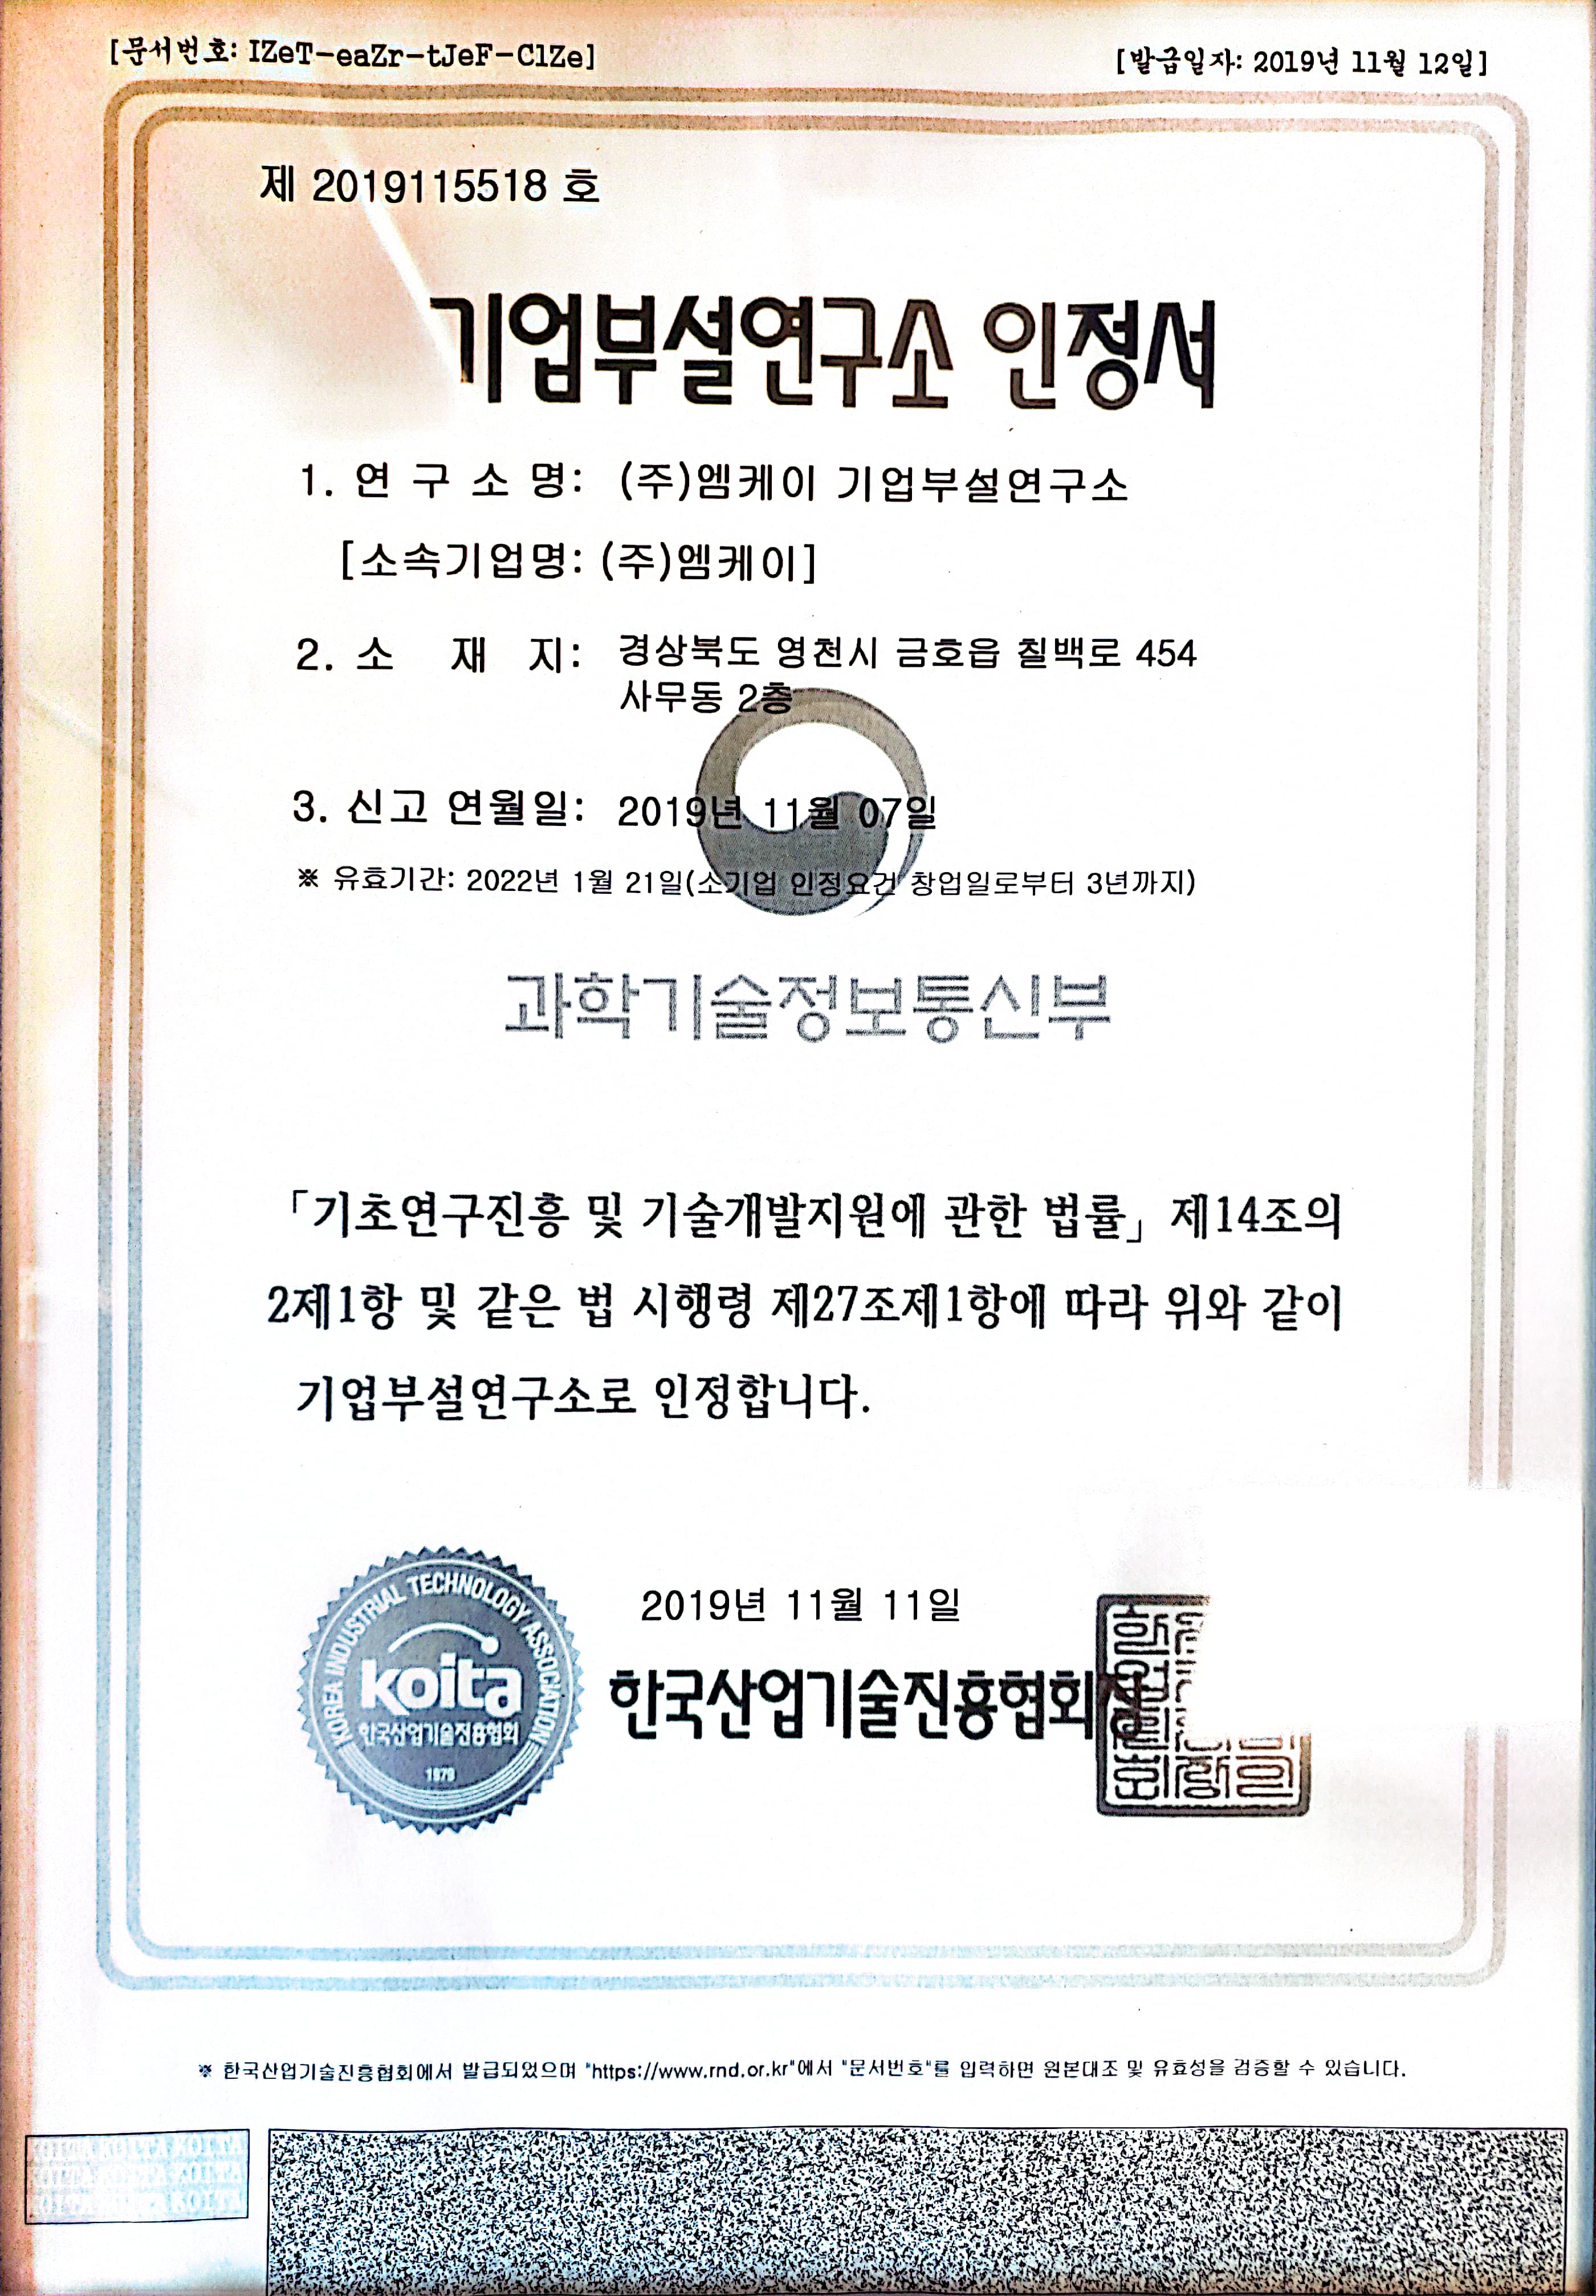 [문서번호: IZeT-eaZr-tJeF-ClZe]
[발급일자: 2019년 11월 12일]
제 2019115518 호
기업부설연구소 인정서
1. 연 구 소 명: (주)엠케이 기업부설연구소
[소속기업명: (주)엠케이]
2. 소 재 지: 경상북도 영천시 금호읍 칠백로 454
사무동 2층
3. 신고 연월일: 2019년 11월 07일
※ 유효기간: 2022년 1월 21일(소기업 인정요건 창업일로부터 3년까지)
과학기술정보통신부
「기초연구진흥 및 기술개발지원에 관한 법률」 제14조의
2제1항 및 같은 법 시행령 제27조제1항에 따라 위와 같이
기업부설연구소로 인정합니다.
2019년 11월 11일
한국산업기술진흥협회장
KOREA INDUSTRIAL TECHNOLOGY ASSOCIATION
koita
한국산업기술진흥협회
1979
※ 한국산업기술진흥협회에서 발급되었으며 "https://www.rnd.or.kr"에서 "문서번호"를 입력하면 원본대조 및 유효성을 검증할 수 있습니다.
KOITA KOITA
KOITA KOITA
KOITA KOITA